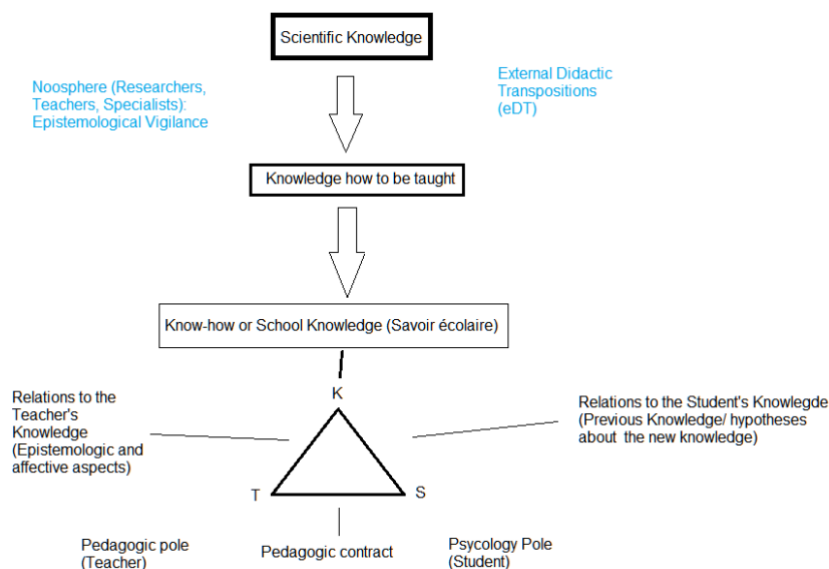 Scientific Knowledge
Noosphere (Researchers,
Teachers, Specialists):
Epistemological Vigilance
External Didactic
Transpositions
(eDT)
Knowledge how to be taught
Know-how or School Knowledge (Savoir écolaire)
K
Relations to the
Teacher's
Knowledge
(Epistemologic and
affective aspects)
Relations to the Student's Knowlegde
(Previous Knowledge/ hypotheses
about the new knowledge)
T
S
Pedagogic pole
(Teacher)
Pedagogic contract
Psycology Pole
(Student)